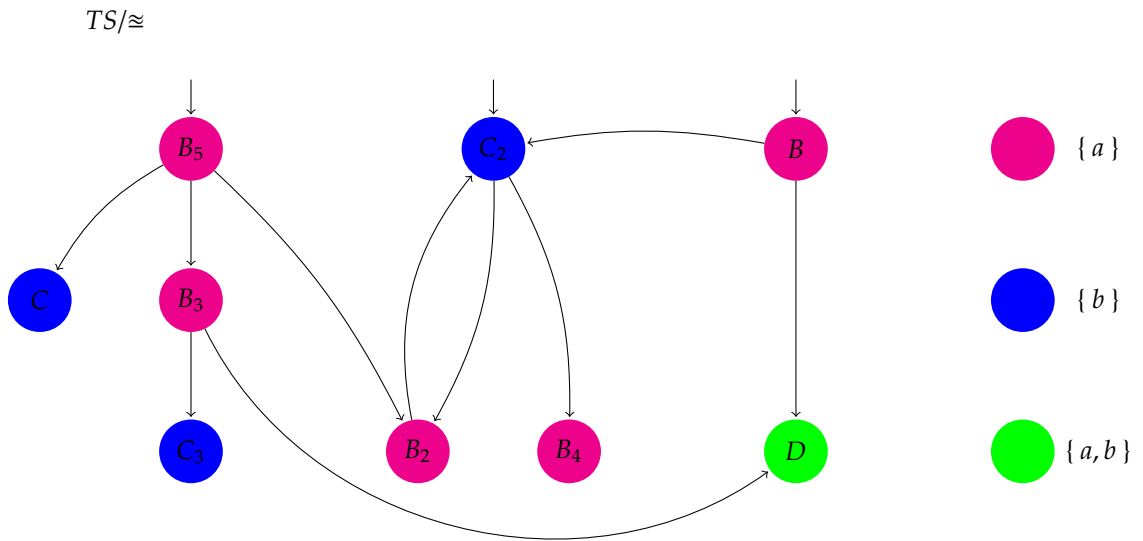 TS/≊
B₅ C₂ B { a }
C B₃ { b }
C₃ B₂ B₄ D { a, b }